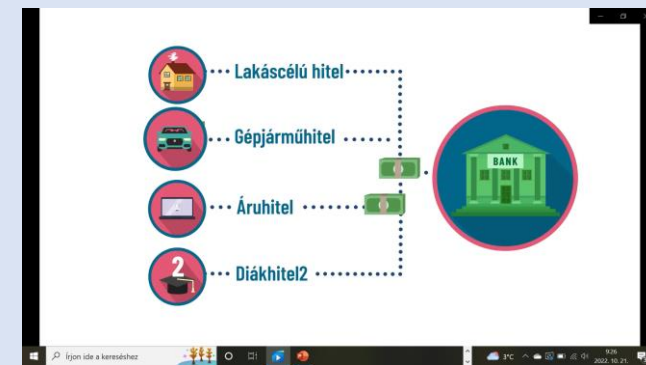 Lakáscélú hitel
Gépjárműhitel
BANK
Áruhitel
2
Diákhitel2
Írjon ide a kereséshez
3°C
9:26
2022. 10. 21.